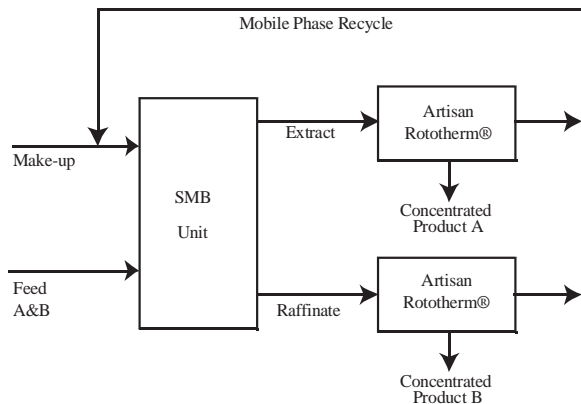 Mobile Phase Recycle
Make-up
Feed
A&B
SMB
Unit
Extract
Artisan
Rototherm®
Concentrated
Product A
Raffinate
Artisan
Rototherm®
Concentrated
Product B